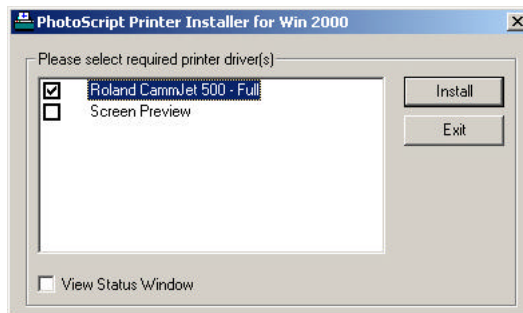 PhotoScript Printer Installer for Win 2000
Please select required printer driver(s)
Roland CammJet 500 - Full
Install
Screen Preview
Exit
View Status Window